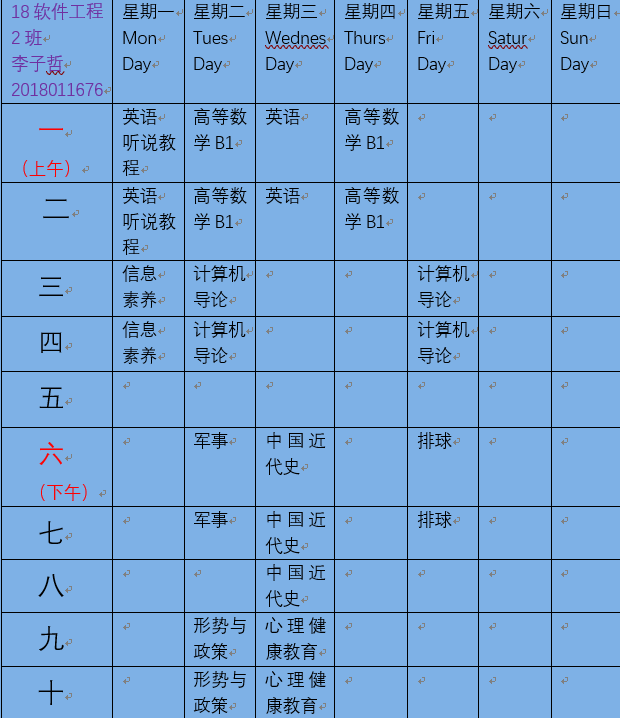 18 软件工程
2 班
李子哲
2018011676
星期一
Mon
Day
星期二
Tues
Day
星期三
Wednes
Day
星期四
Thurs
Day
星期五
Fri
Day
星期六
Satur
Day
星期日
Sun
Day
一
（上午）
英语
听说教
程
高等数
学 B1
英语
高等数
学 B1
二
英语
听说教
程
高等数
学 B1
英语
高等数
学 B1
三
信息
素养
计算机
导论
计算机
导论
四
信息
素养
计算机
导论
计算机
导论
五
六
（下午）
军事
中国近
代史
排球
七
军事
中国近
代史
排球
八
中国近
代史
九
形势与
政策
心理健
康教育
十
形势与
政策
心理健
康教育